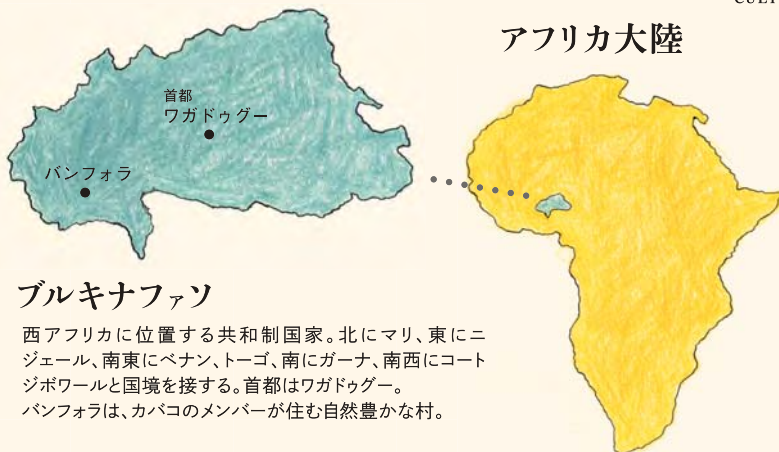 アフリカ大陸
首都
ワガドゥグー
バンフォラ
ブルキナファソ
西アフリカに位置する共和制国家。北にマリ、東にニ
ジェール、南東にベナン、トーゴ、南にガーナ、南西にコート
ジボワールと国境を接する。首都はワガドゥグー。
バンフォラは、カバコのメンバーが住む自然豊かな村。